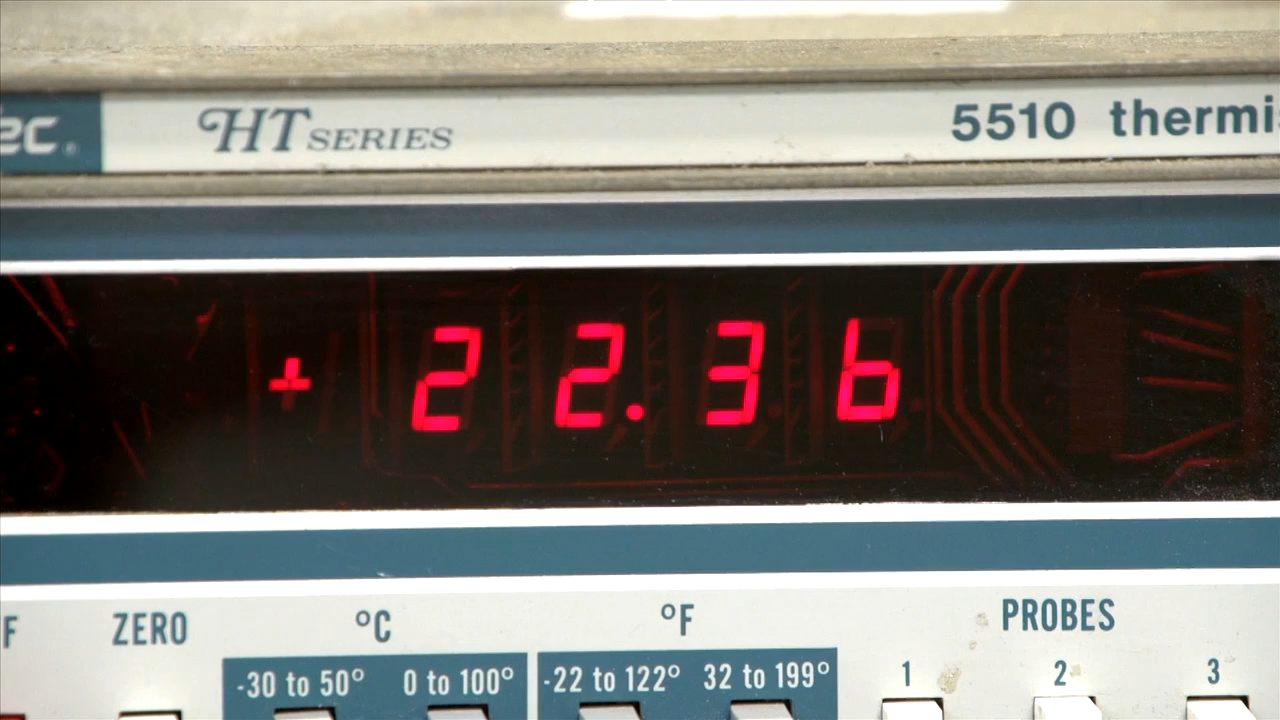 HT SERIES 5510
+22.36
ZERO °C °F PROBES
-30 to 50° 0 to 100° -22 to 122° 32 to 199° 1 2 3